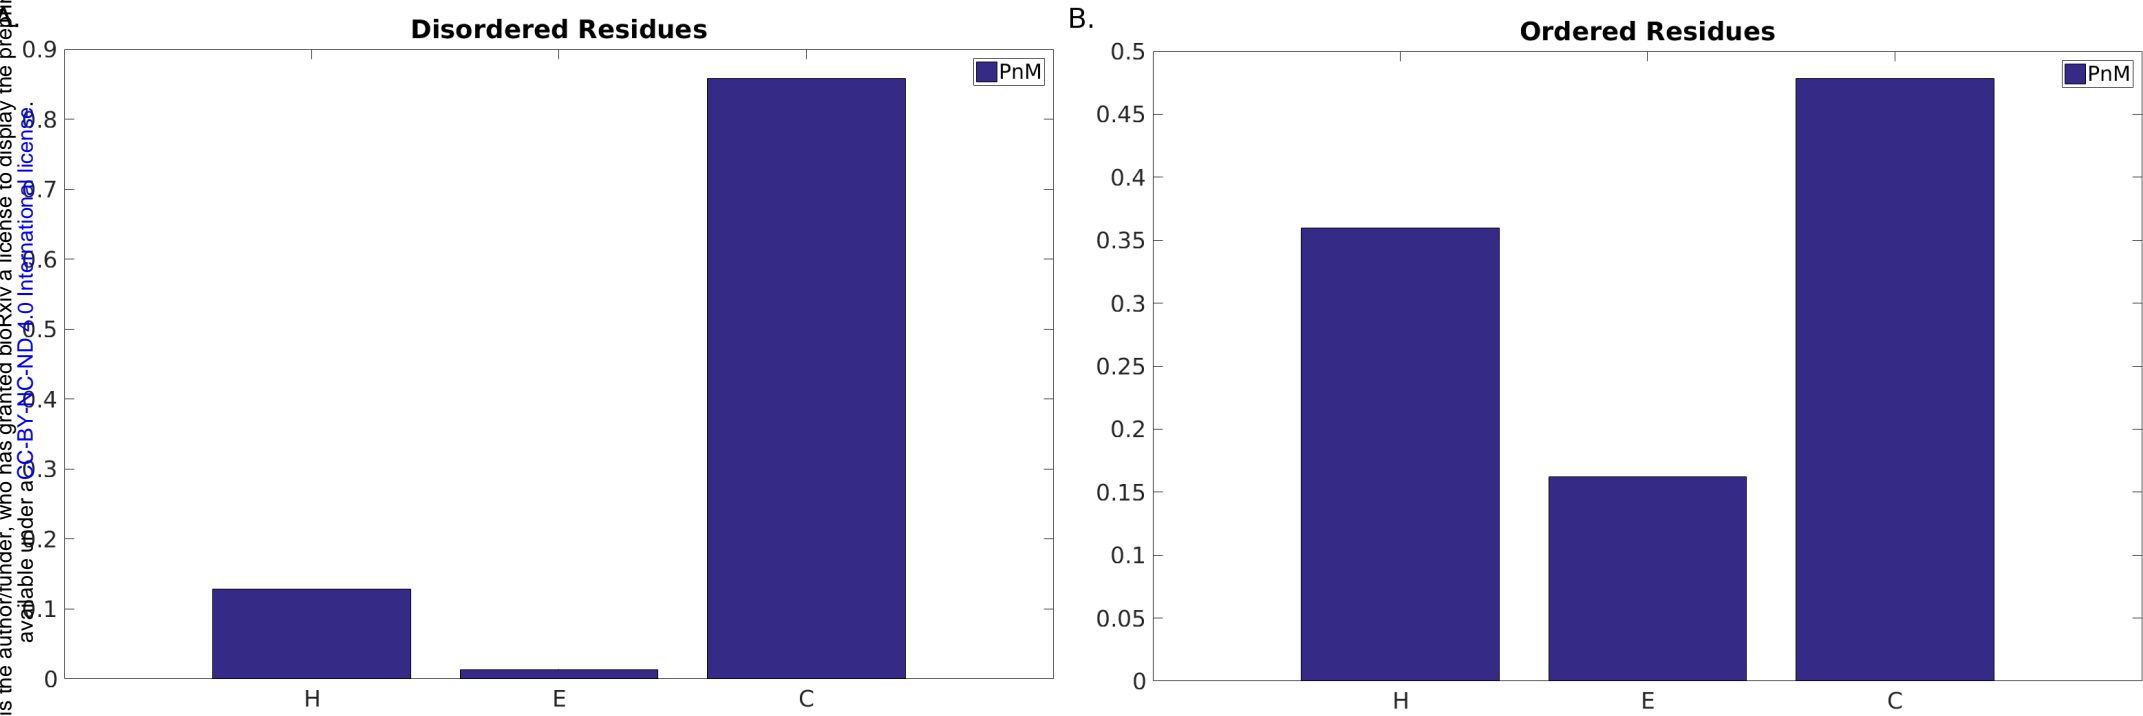 is the author/funder, who has granted bioRxiv a license to display the
available under a
CC-BY-NC-ND 4.0 International license.
A.
Disordered Residues
PnM
0.9
0.8
0.7
0.6
0.5
0.4
0.3
0.2
0.1
0
H E C
B.
Ordered Residues
PnM
0.5
0.45
0.4
0.35
0.3
0.25
0.2
0.15
0.1
0.05
0
H E C